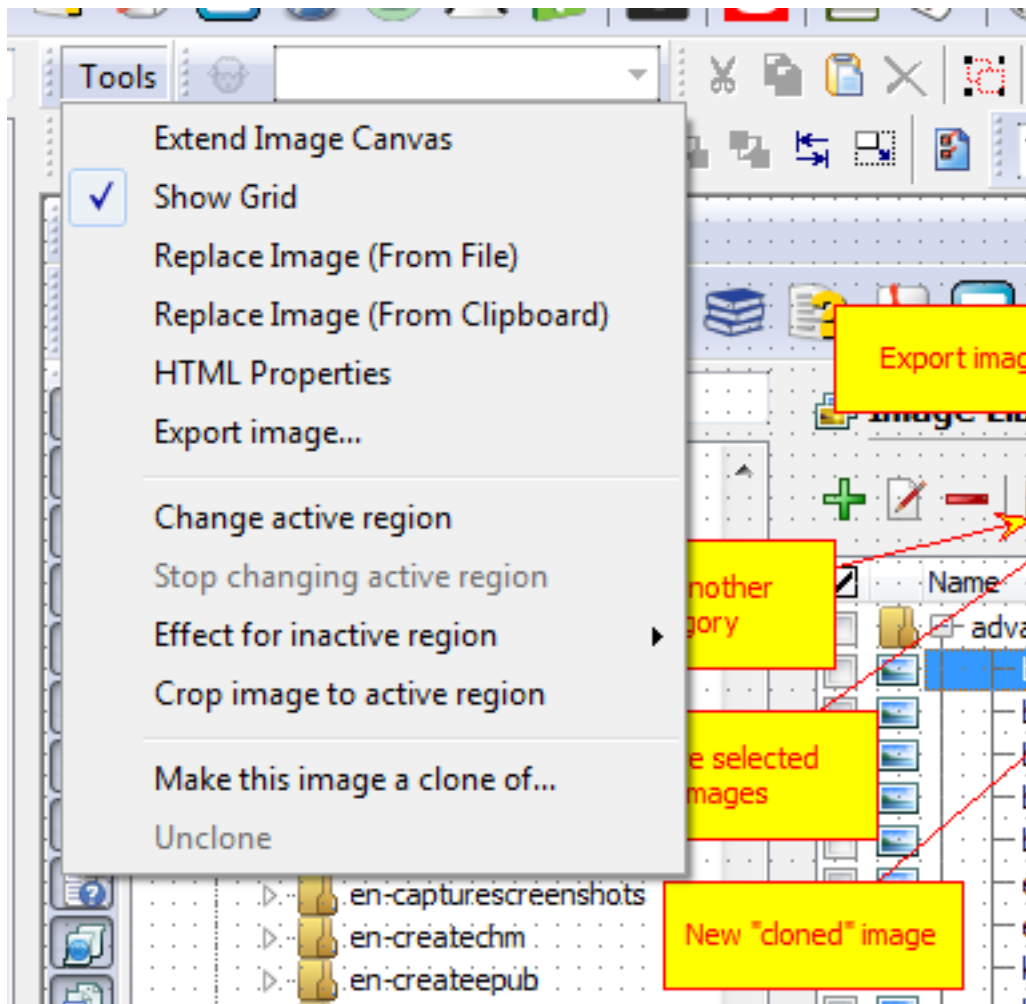 Tools
Extend Image Canvas
Show Grid
Replace Image (From File)
Replace Image (From Clipboard)
HTML Properties
Export image...
Change active region
Stop changing active region
Effect for inactive region
Crop image to active region
Make this image a clone of...
Unclone
Export
nother
gory
Name
e selected
mages
en-capturescreenshots
New "cloned" image
en-createchm
en-createepub